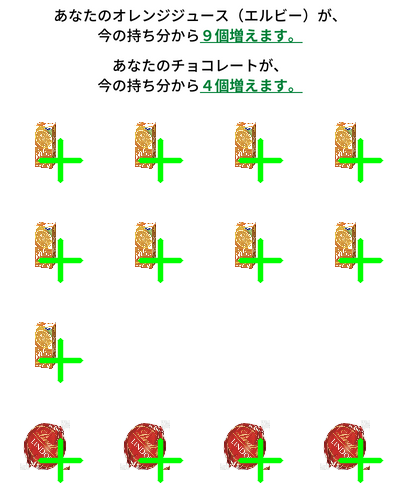 あなたのオレンジジュース（エルビー）が、
今の持ち分から９個増えます。
あなたのチョコレートが、
今の持ち分から４個増えます。